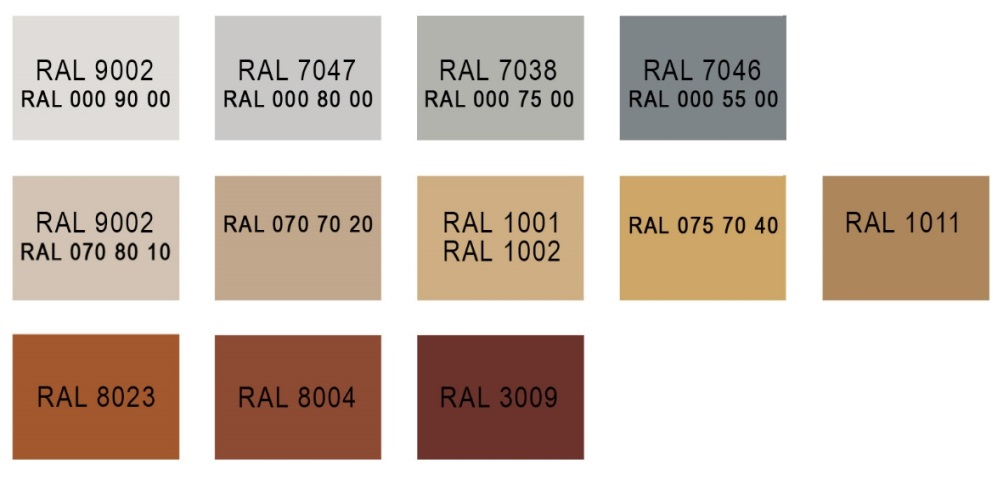 RAL 9002
RAL 000 90 00
RAL 7047
RAL 000 80 00
RAL 7038
RAL 000 75 00
RAL 7046
RAL 000 55 00
RAL 9002
RAL 070 80 10
RAL 070 70 20
RAL 1001
RAL 1002
RAL 075 70 40
RAL 1011
RAL 8023
RAL 8004
RAL 3009